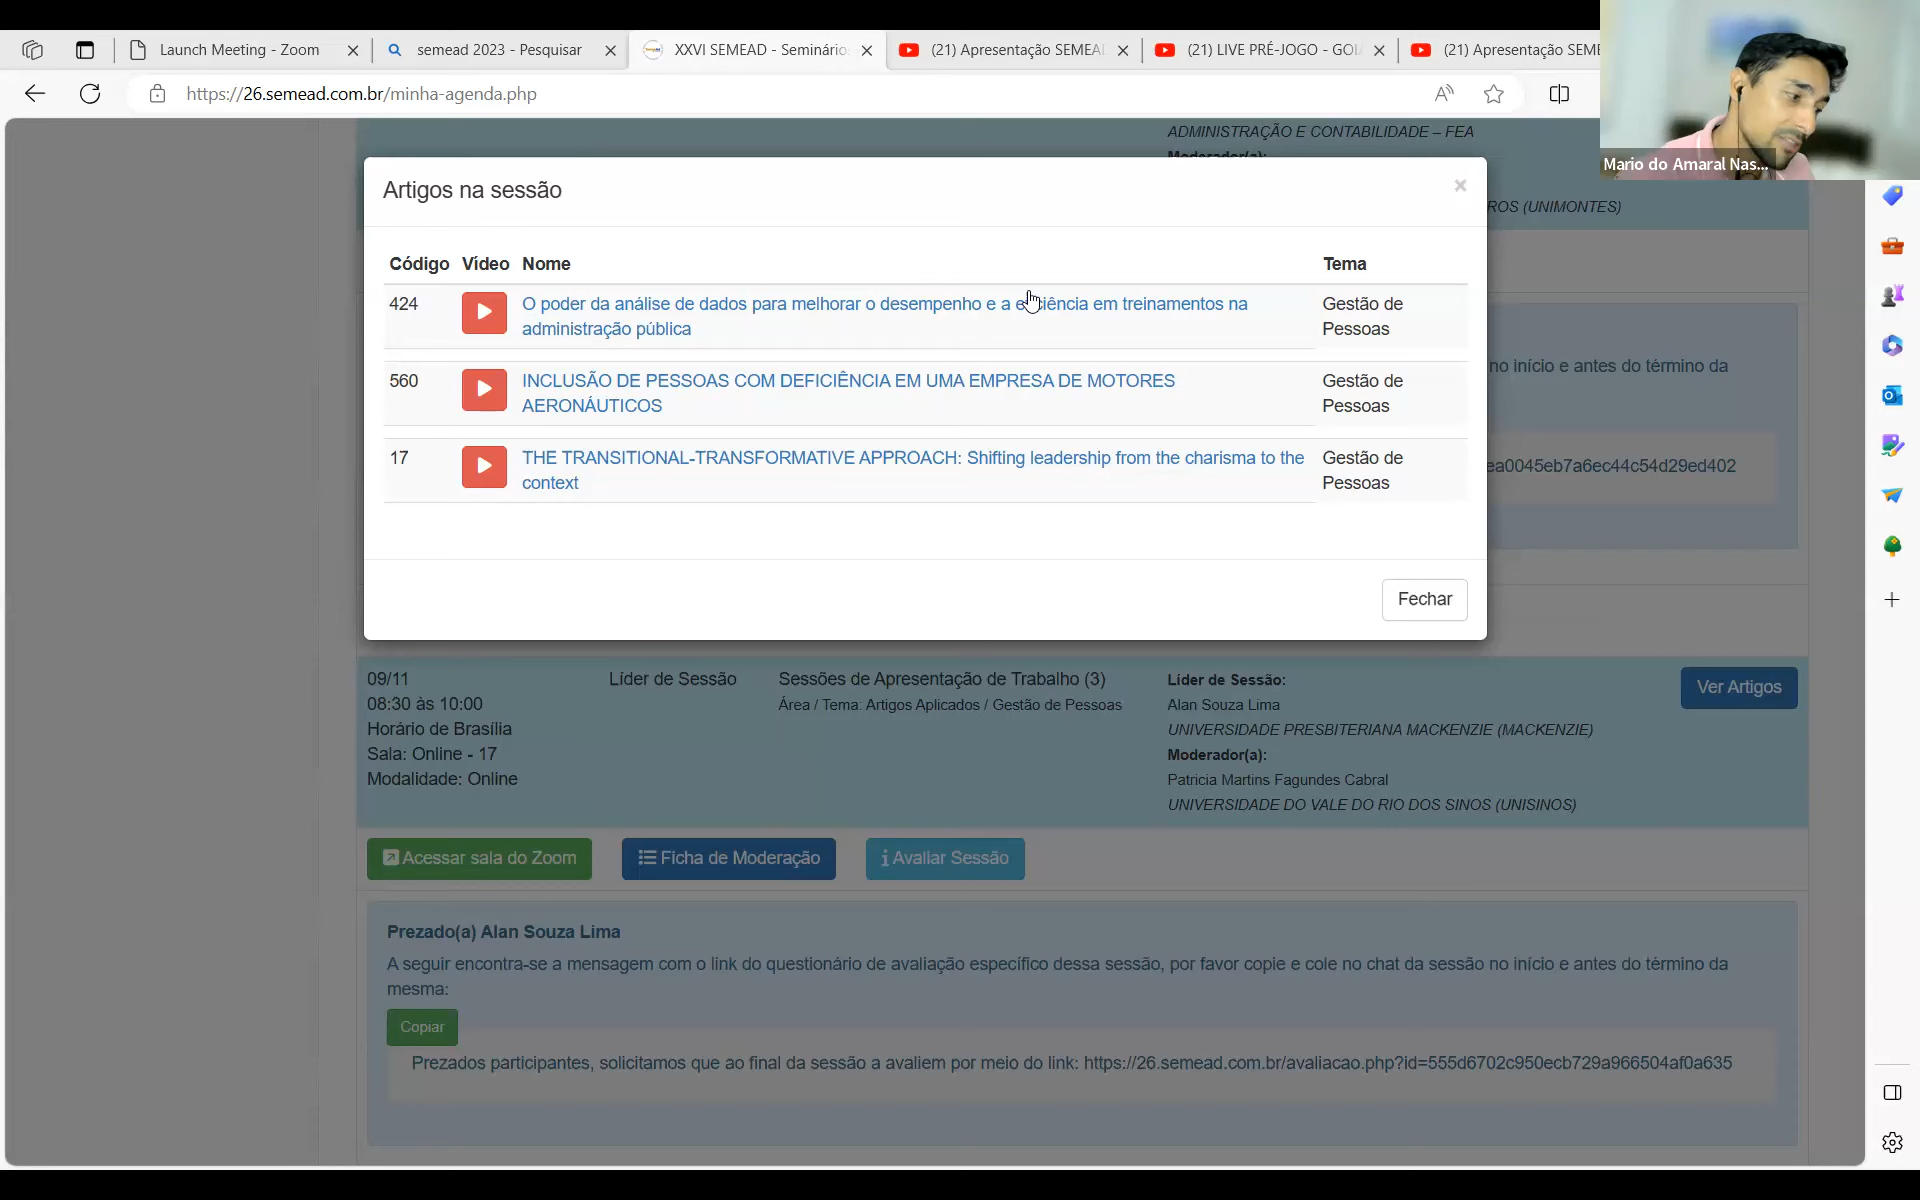 Launch Meeting - Zoom
semead 2023 - Pesquisar
XXVI SEMEAD - Seminário
(21) Apresentação SEMEA
(21) LIVE PRÉ-JOGO - GOI
(21) Apresentação SEME
https://26.semead.com.br/minha-agenda.php
Mario do Amaral Nas...
ADMINISTRAÇÃO E CONTABILIDADE – FEA
Moderador(a):
ROS (UNIMONTES)
Artigos na sessão
×
Código Vídeo Nome Tema
424 O poder da análise de dados para melhorar o desempenho e a eficiência em treinamentos na Gestão de
administração pública Pessoas
560 INCLUSÃO DE PESSOAS COM DEFICIÊNCIA EM UMA EMPRESA DE MOTORES Gestão de
AERONÁUTICOS Pessoas
17 THE TRANSITIONAL-TRANSFORMATIVE APPROACH: Shifting leadership from the charisma to the Gestão de
context Pessoas
Fechar
no início e antes do término da
ea0045eb7a6ec44c54d29ed402
09/11
08:30 às 10:00
Horário de Brasília
Sala: Online - 17
Modalidade: Online
Líder de Sessão
Sessões de Apresentação de Trabalho (3)
Área / Tema: Artigos Aplicados / Gestão de Pessoas
Líder de Sessão:
Alan Souza Lima
UNIVERSIDADE PRESBITERIANA MACKENZIE (MACKENZIE)
Moderador(a):
Patricia Martins Fagundes Cabral
UNIVERSIDADE DO VALE DO RIO DOS SINOS (UNISINOS)
Ver Artigos
Acessar sala do Zoom
Ficha de Moderação
Avaliar Sessão
Prezado(a) Alan Souza Lima
A seguir encontra-se a mensagem com o link do questionário de avaliação específico dessa sessão, por favor copie e cole no chat da sessão no início e antes do término da
mesma:
Copiar
Prezados participantes, solicitamos que ao final da sessão a avaliem por meio do link: https://26.semead.com.br/avaliacao.php?id=555d6702c950ecb729a966504af0a635